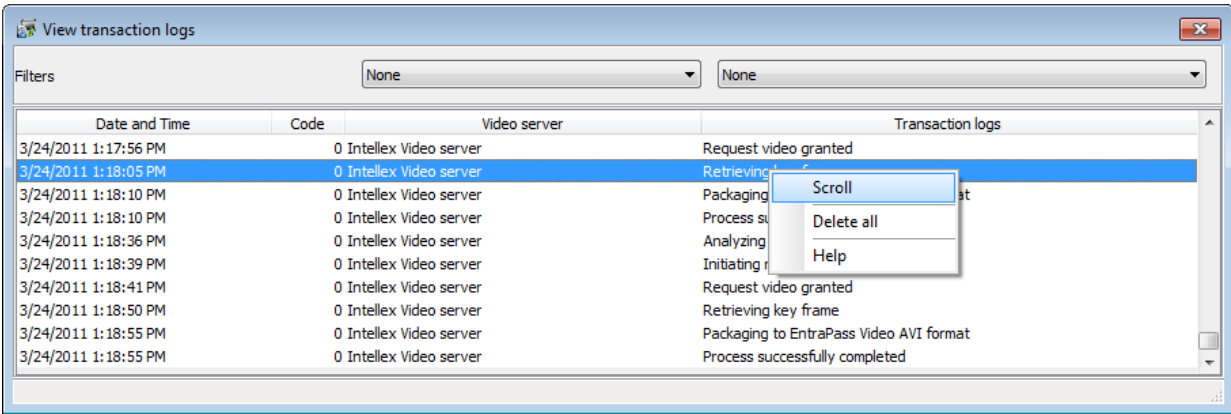 View transaction logs
Filters None None
Date and Time Code Video server Transaction logs
3/24/2011 1:17:56 PM 0 Intellex Video server Request video granted
3/24/2011 1:18:05 PM 0 Intellex Video server Retrieving
Scroll
3/24/2011 1:18:10 PM 0 Intellex Video server Packaging at
3/24/2011 1:18:10 PM 0 Intellex Video server Process su
Delete all
3/24/2011 1:18:36 PM 0 Intellex Video server Analyzing
3/24/2011 1:18:39 PM 0 Intellex Video server Initiating
Help
3/24/2011 1:18:41 PM 0 Intellex Video server Request video granted
3/24/2011 1:18:50 PM 0 Intellex Video server Retrieving key frame
3/24/2011 1:18:55 PM 0 Intellex Video server Packaging to EntraPass Video AVI format
3/24/2011 1:18:55 PM 0 Intellex Video server Process successfully completed